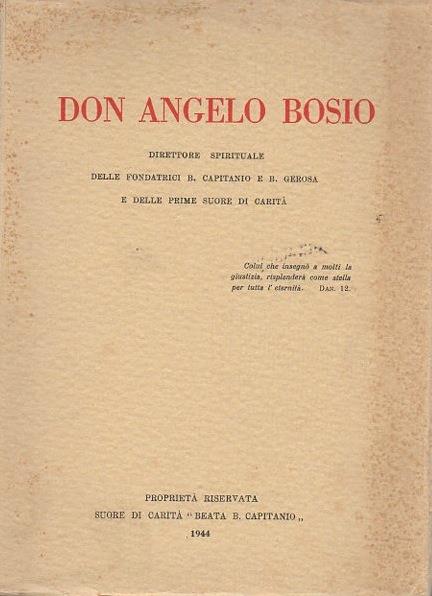 DON ANGELO BOSIO
DIRETTORE SPIRITUALE
DELLE FONDATRICI B. CAPITANIO E B. GEROSA
E DELLE PRIME SUORE DI CARITÀ
Colui che insegnò a molti la
giustizia, risplenderà come stella
per tutta l' eternità. DAN. 12.
PROPRIETÀ RISERVATA
SUORE DI CARITÀ “ BEATA B. CAPITANIO „
1944